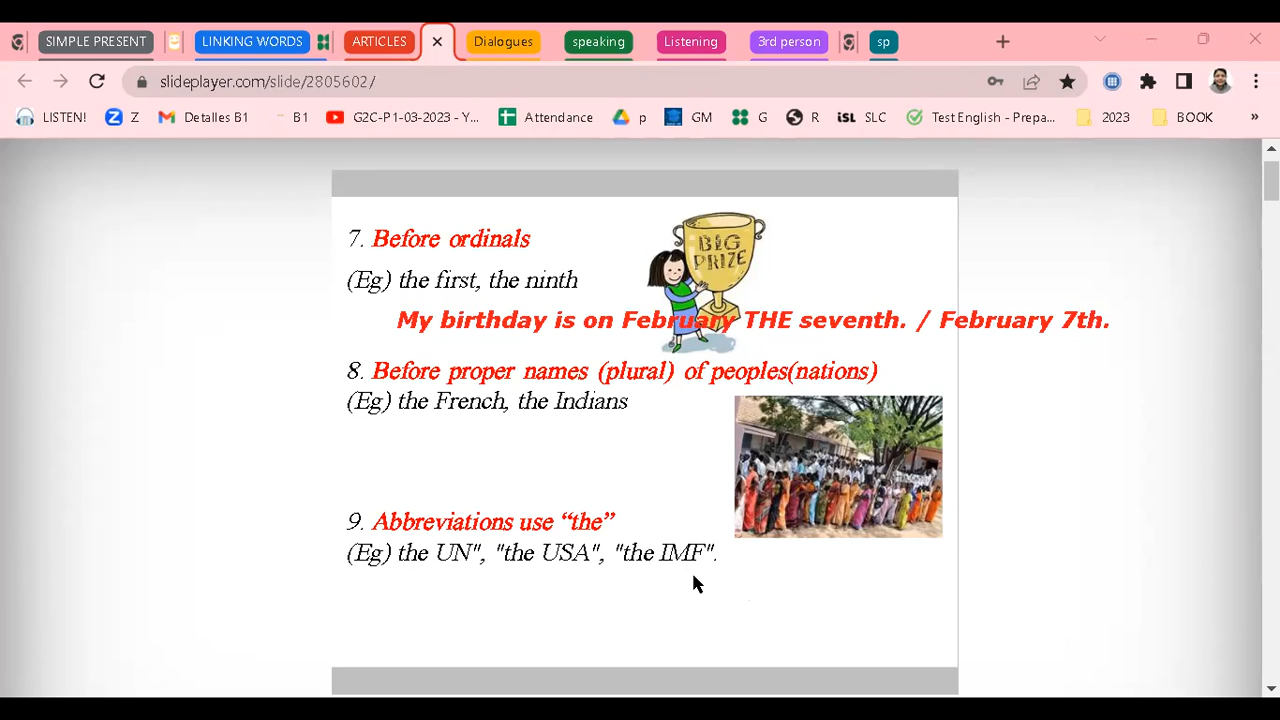 SIMPLE PRESENT LINKING WORDS ARTICLES Dialogues speaking Listening 3rd person sp
slideplayer.com/slide/2805602/
LISTEN! Z Detalles B1 B1 G2C-P1-03-2023 - Y... Attendance p GM G R SLC Test English - Prepa... 2023 BOOK »
7. Before ordinals
BIG
PRIZE
(Eg) the first, the ninth
My birthday is on February THE seventh. / February 7th.
8. Before proper names (plural) of peoples(nations)
(Eg) the French, the Indians
9. Abbreviations use “the”
(Eg) the UN", "the USA", "the IMF".